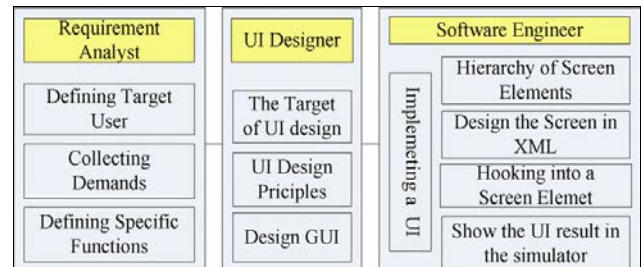 Requirement
Analyst
Defining Target
User
Collecting
Demands
Defining Specific
Functions
UI Designer
The Target
of UI design
UI Design
Priciples
Design GUI
Software Engineer
Implemeting a UI
Hierarchy of Screen
Elements
Design the Screen in
XML
Hooking into a
Screen Elemet
Show the UI result in
the simulator